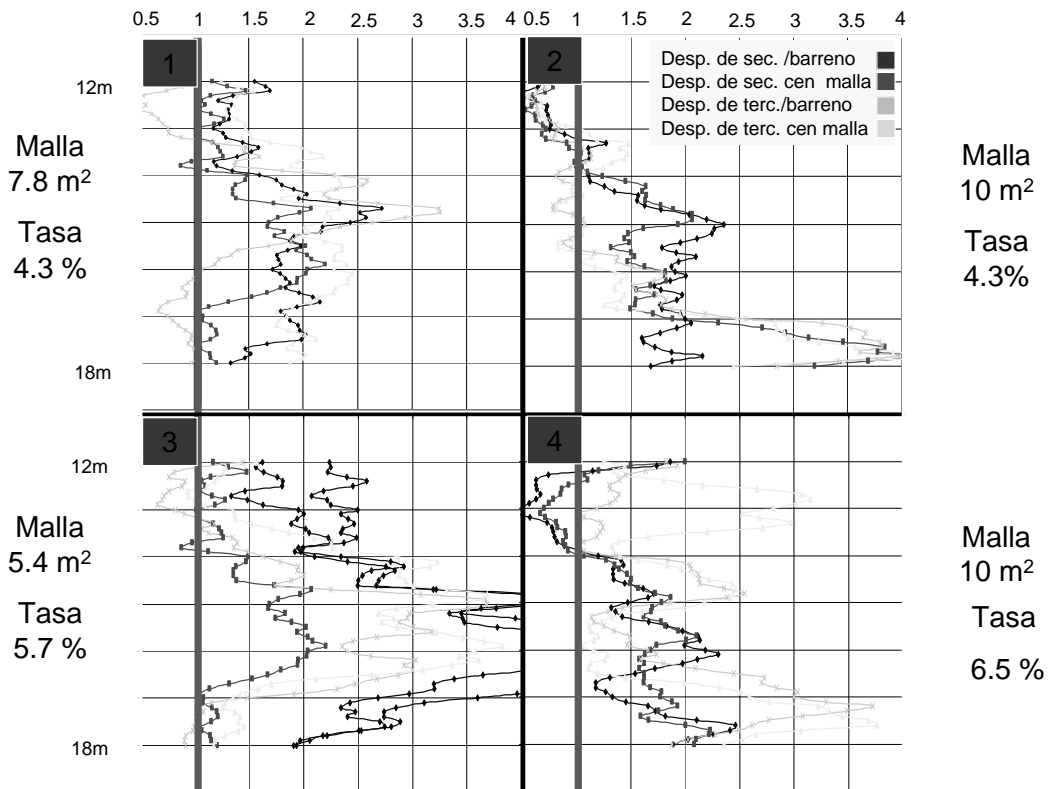 0.5 1 1.5 2 2.5 3 3.5 4 0.5 1 1.5 2 2.5 3 3.5 4
1
2
Desp. de sec. /barreno
Desp. de sec. cen malla
Desp. de terc./barreno
Desp. de terc. cen malla
12m
Malla
7.8 m²
Tasa
4.3 %
18m
Malla
10 m²
Tasa
4.3%
3
4
12m
Malla
5.4 m²
Tasa
5.7 %
18m
Malla
10 m²
Tasa
6.5 %